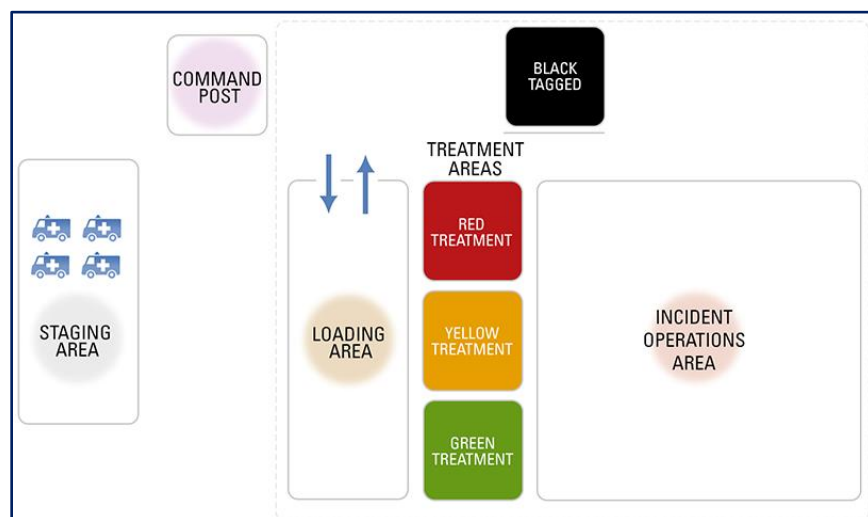 COMMAND
POST
BLACK
TAGGED
TREATMENT
AREAS
RED
TREATMENT
STAGING
AREA
LOADING
AREA
YELLOW
TREATMENT
INCIDENT
OPERATIONS
AREA
GREEN
TREATMENT